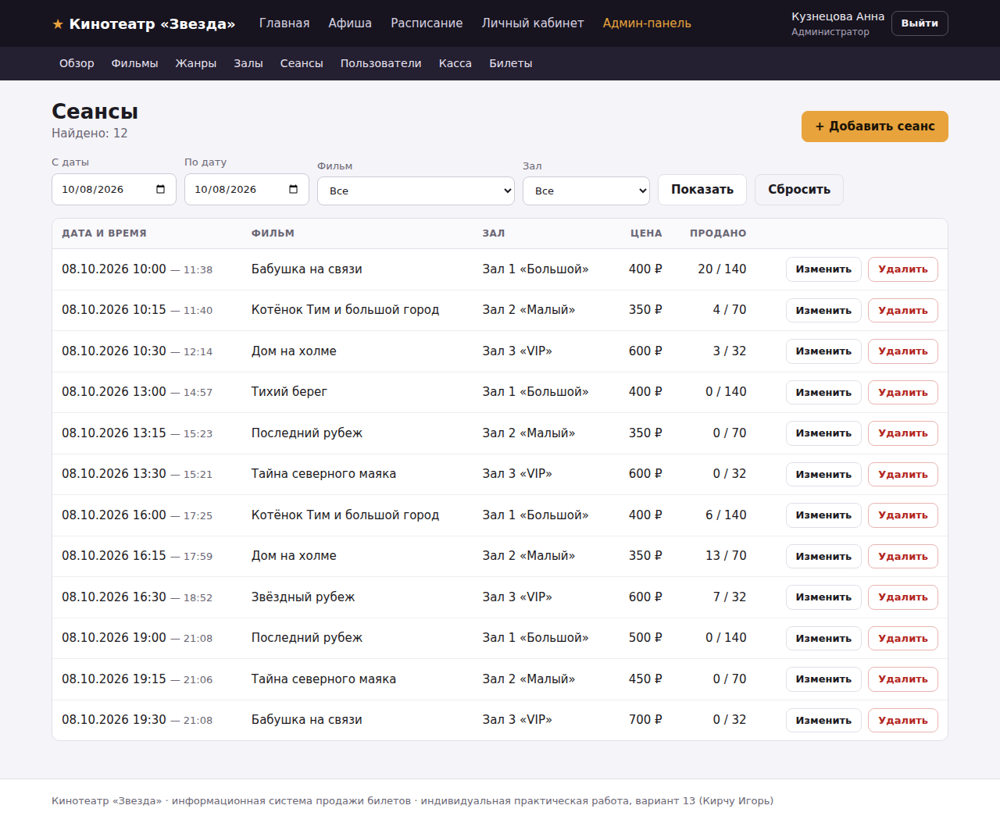 ★ Кинотеатр «Звезда» Главная Афиша Расписание Личный кабинет Админ-панель Кузнецова Анна Администратор Выйти
Обзор Фильмы Жанры Залы Сеансы Пользователи Касса Билеты
Сеансы
Найдено: 12
+ Добавить сеанс
С даты По дату Фильм Зал
10/08/2026 10/08/2026 Все Все Показать Сбросить
ДАТА И ВРЕМЯ ФИЛЬМ ЗАЛ ЦЕНА ПРОДАНО
08.10.2026 10:00 — 11:38 Бабушка на связи Зал 1 «Большой» 400 ₽ 20 / 140 Изменить Удалить
08.10.2026 10:15 — 11:40 Котёнок Тим и большой город Зал 2 «Малый» 350 ₽ 4 / 70 Изменить Удалить
08.10.2026 10:30 — 12:14 Дом на холме Зал 3 «VIP» 600 ₽ 3 / 32 Изменить Удалить
08.10.2026 13:00 — 14:57 Тихий берег Зал 1 «Большой» 400 ₽ 0 / 140 Изменить Удалить
08.10.2026 13:15 — 15:23 Последний рубеж Зал 2 «Малый» 350 ₽ 0 / 70 Изменить Удалить
08.10.2026 13:30 — 15:21 Тайна северного маяка Зал 3 «VIP» 600 ₽ 0 / 32 Изменить Удалить
08.10.2026 16:00 — 17:25 Котёнок Тим и большой город Зал 1 «Большой» 400 ₽ 6 / 140 Изменить Удалить
08.10.2026 16:15 — 17:59 Дом на холме Зал 2 «Малый» 350 ₽ 13 / 70 Изменить Удалить
08.10.2026 16:30 — 18:52 Звёздный рубеж Зал 3 «VIP» 600 ₽ 7 / 32 Изменить Удалить
08.10.2026 19:00 — 21:08 Последний рубеж Зал 1 «Большой» 500 ₽ 0 / 140 Изменить Удалить
08.10.2026 19:15 — 21:06 Тайна северного маяка Зал 2 «Малый» 450 ₽ 0 / 70 Изменить Удалить
08.10.2026 19:30 — 21:08 Бабушка на связи Зал 3 «VIP» 700 ₽ 0 / 32 Изменить Удалить
Кинотеатр «Звезда» · информационная система продажи билетов · индивидуальная практическая работа, вариант 13 (Кирчу Игорь)